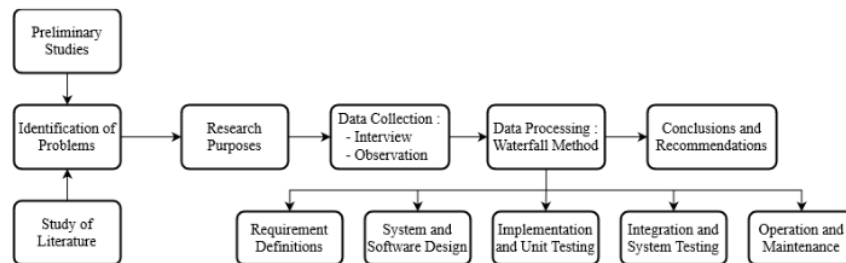 Preliminary
Studies
Identification of
Problems
Research
Purposes
Data Collection :
- Interview
- Observation
Data Processing :
Waterfall Method
Conclusions and
Recommendations
Study of
Literature
Requirement
Definitions
System and
Software Design
Implementation
and Unit Testing
Integration and
System Testing
Operation and
Maintenance